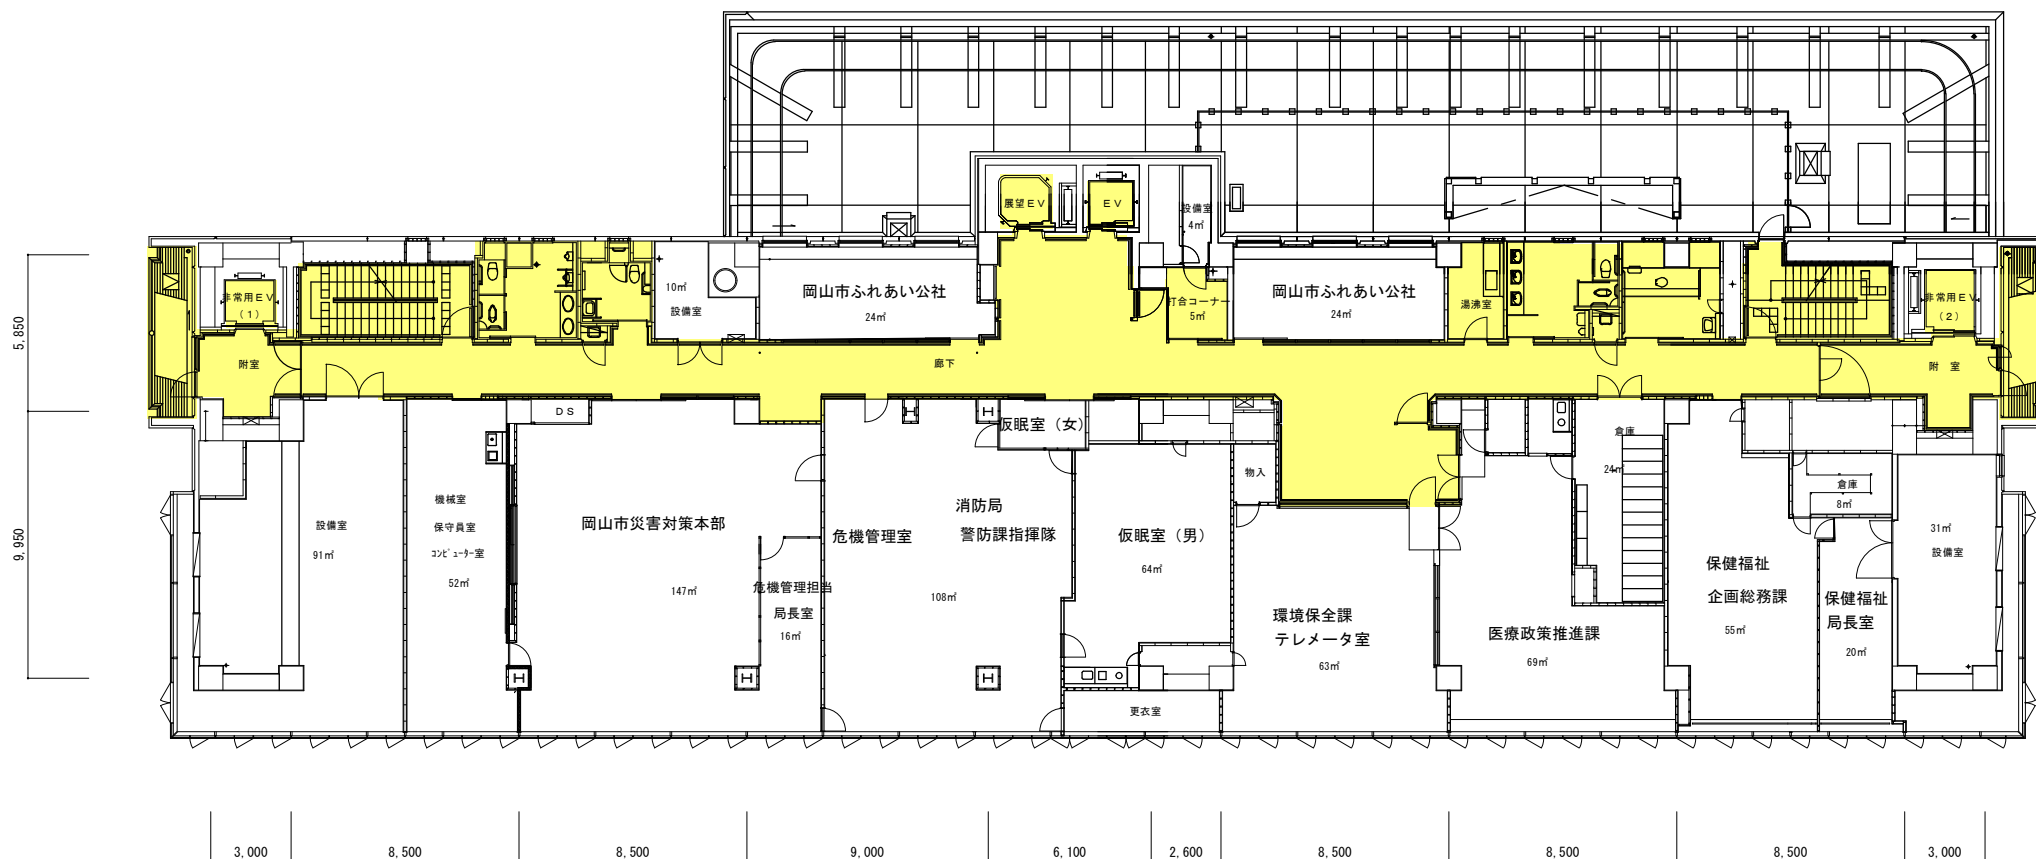 展望ＥＶ
ＥＶ
設備室
4㎡
非常用ＥＶ
（1）
10㎡
設備室
岡山市ふれあい公社
24㎡
打合コーナー
5㎡
岡山市ふれあい公社
24㎡
湯沸室
非常用ＥＶ
（2）
5,850
附室
廊下
附　室
ＤＳ
仮眠室（女）
倉庫
24㎡
物入
倉庫
8㎡
9,950
設備室
91㎡
機械室
保守員室
ｺﾝﾋﾟｭｰﾀｰ室
52㎡
岡山市災害対策本部
147㎡
危機管理担当
局長室
16㎡
危機管理室
消防局
警防課指揮隊
108㎡
仮眠室（男）
64㎡
環境保全課
テレメータ室
63㎡
医療政策推進課
69㎡
保健福祉
企画総務課
55㎡
保健福祉
局長室
20㎡
31㎡
設備室
更衣室
3,000
8,500
8,500
9,000
6,100
2,600
8,500
8,500
8,500
3,000